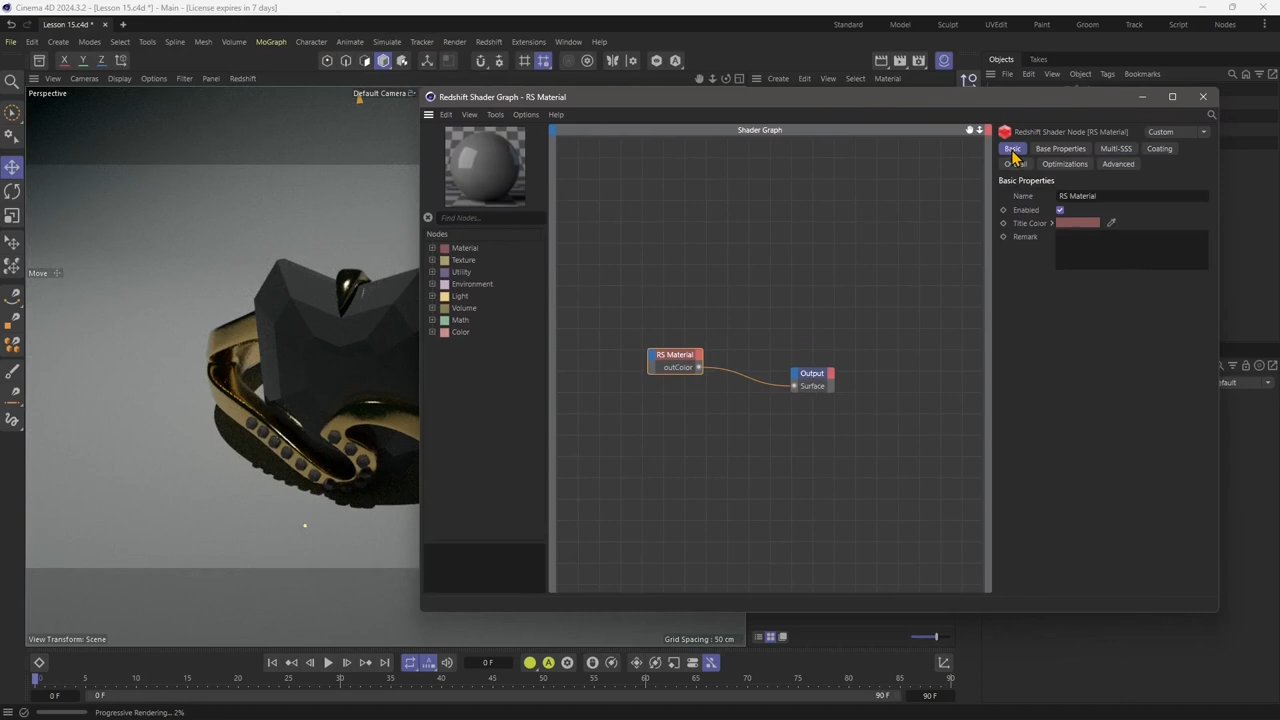 Cinema 4D 2024.3.2 - [Lesson 15.c4d *] - Main - [License expires in 7 days]
Lesson 15.c4d *
Standard Model Sculpt UVEdit Paint Groom Track Script Nodes
File Edit Create Modes Select Tools Spline Mesh Volume MoGraph Character Animate Simulate Tracker Render Redshift Extensions Window Help
X Y Z
Objects Takes
View Cameras Display Options Filter Panel Redshift
Create Edit View Select Material
File Edit View Object Tags Bookmarks
Perspective
Default Camera
Redshift Shader Graph - RS Material
Edit View Tools Options Help
Shader Graph
Redshift Shader Node [RS Material]
Custom
Basic Base Properties Multi-SSS Coating
Optimizations Advanced
Basic Properties
Name RS Material
Enabled
Title Color
Remark
Find Nodes...
Nodes
Material
Texture
Utility
Environment
Light
Volume
Math
Color
Move
RS Material
outColor
Output
Surface
View Transform: Scene
Grid Spacing : 50 cm
0 F
0 5 10 15 20 25 30 35 40 45 50 55 60 65 70 75 80 85 90
0 F 0 F 90 F 90 F
Progressive Rendering... 2%